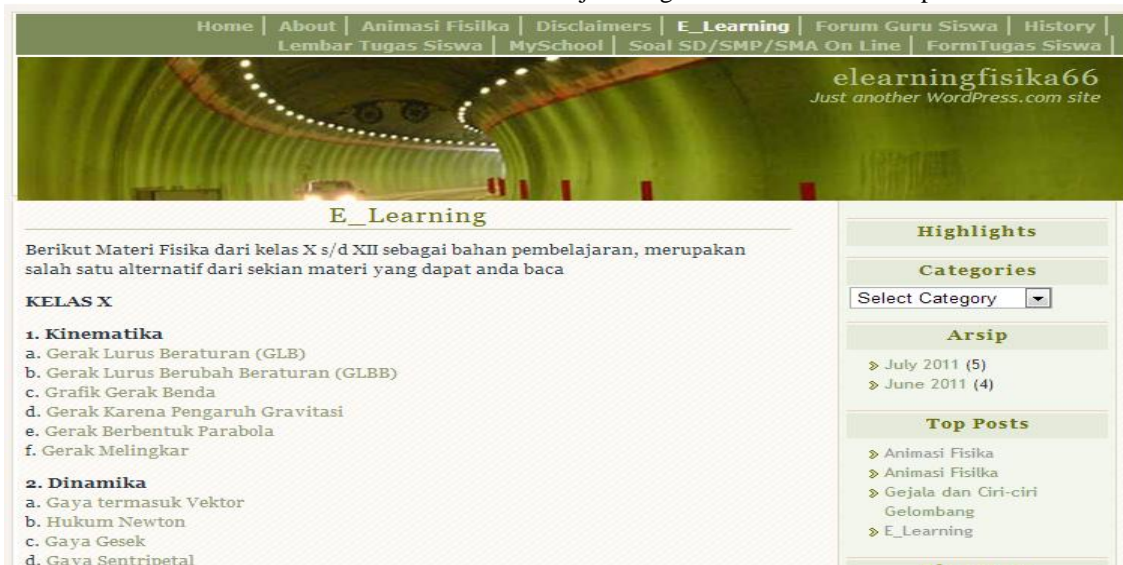 Home | About | Animasi Fisilka | Disclaimers | E_Learning | Forum Guru Siswa | History |
Lembar Tugas Siswa | MySchool | Soal SD/SMP/SMA On Line | FormTugas Siswa |
elearningfisika66
Just another WordPress.com site
E_Learning
Berikut Materi Fisika dari kelas X s/d XII sebagai bahan pembelajaran, merupakan
salah satu alternatif dari sekian materi yang dapat anda baca
KELAS X
1. Kinematika
a. Gerak Lurus Beraturan (GLB)
b. Gerak Lurus Berubah Beraturan (GLBB)
c. Grafik Gerak Benda
d. Gerak Karena Pengaruh Gravitasi
e. Gerak Berbentuk Parabola
f. Gerak Melingkar
2. Dinamika
a. Gaya termasuk Vektor
b. Hukum Newton
c. Gaya Gesek
d. Gaya Sentripetal
Highlights
Categories
Select Category
Arsip
» July 2011 (5)
» June 2011 (4)
Top Posts
» Animasi Fisika
» Animasi Fisilka
» Gejala dan Ciri-ciri
Gelombang
» E_Learning